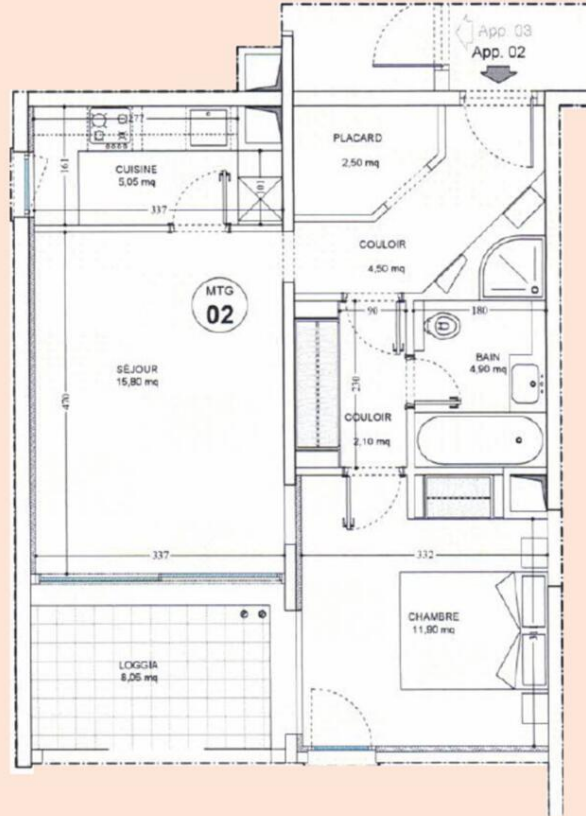 App. 03
App. 02
PLACARD
2,50 mq
277
CUISINE
5,05 mq
161
101
337
COULOIR
4,50 mq
MTG
02
90
180
BAIN
4,90 mq
SÉJOUR
15,80 mq
470
230
COULOIR
2,10 mq
337
332
CHAMBRE
11,90 mq
LOGGIA
8,05 mq